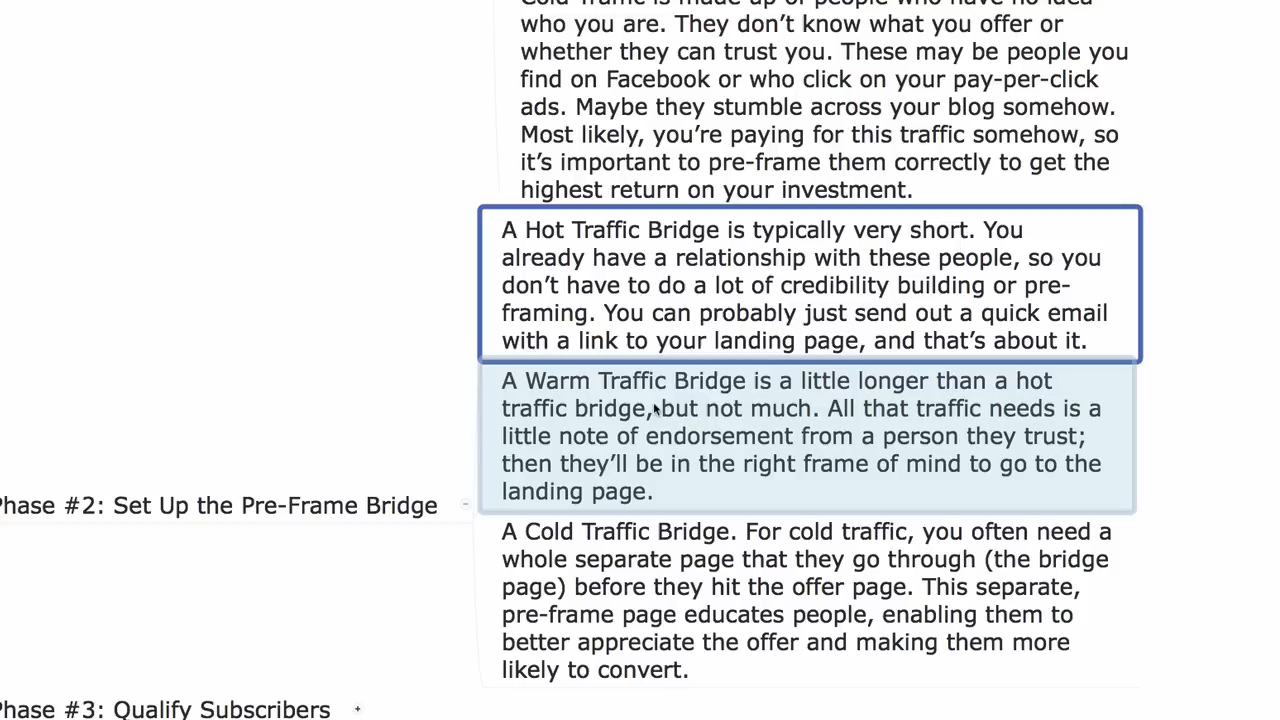 Cold Traffic is made up of people who have no idea
who you are. They don’t know what you offer or
whether they can trust you. These may be people you
find on Facebook or who click on your pay-per-click
ads. Maybe they stumble across your blog somehow.
Most likely, you’re paying for this traffic somehow, so
it’s important to pre-frame them correctly to get the
highest return on your investment.
A Hot Traffic Bridge is typically very short. You
already have a relationship with these people, so you
don’t have to do a lot of credibility building or pre-
framing. You can probably just send out a quick email
with a link to your landing page, and that’s about it.
A Warm Traffic Bridge is a little longer than a hot
traffic bridge, but not much. All that traffic needs is a
little note of endorsement from a person they trust;
then they’ll be in the right frame of mind to go to the
landing page.
Phase #2: Set Up the Pre-Frame Bridge
A Cold Traffic Bridge. For cold traffic, you often need a
whole separate page that they go through (the bridge
page) before they hit the offer page. This separate,
pre-frame page educates people, enabling them to
better appreciate the offer and making them more
likely to convert.
Phase #3: Qualify Subscribers